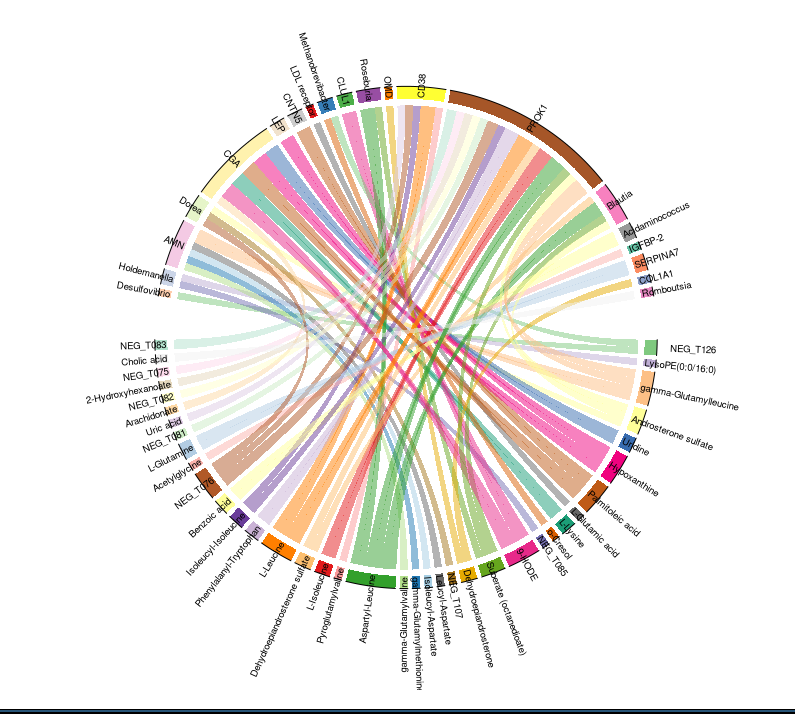 Methanobrevibacter
LDL receptor
CNTN5
LEP
CGA
CLUL1
Roseburia
OMD
CD38
PROK1
Blautia
Acidaminococcus
IGFBP-2
SERPINA7
COL1A1
Romboutsia
Dorea
AMN
Holdemanella
Desulfovibrio
NEG_T083
Cholic acid
NEG_T075
2-Hydroxyhexanoate
NEG_T082
Arachidonate
Uric acid
NEG_T081
L-Glutamine
Acetylglycine
NEG_T076
Benzoic acid
Isoleucyl-Isoleucine
Phenylalanyl-Tryptophan
L-Leucine
Dehydroepiandrosterone sulfate
L-Isoleucine
Pyroglutamylvaline
Aspartyl-Leucine
gamma-Glutamylvaline
gamma-Glutamylmethionine
Isoleucyl-Aspartate
Leucyl-Aspartate
NEG_T107
Dehydroepiandrosterone
Suberate (octanedicate)
9-HODE
NEG_T085
p-Cresol
L-Lysine
L-Glutamic acid
Palmitoleic acid
Hypoxanthine
Uridine
Androsterone sulfate
gamma-Glutamylleucine
LysoPE(0:0/16:0)
NEG_T126